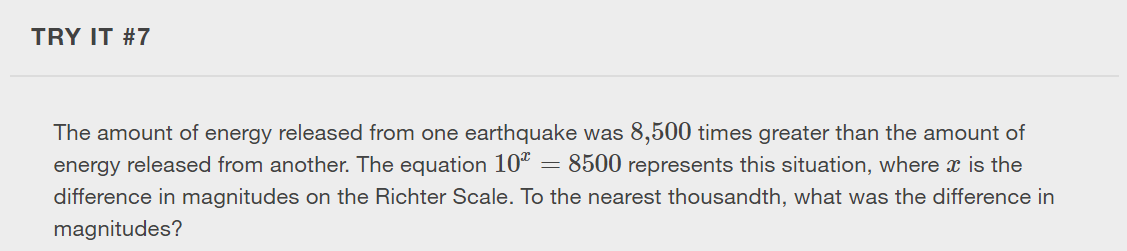 TRY IT #7
The amount of energy released from one earthquake was 8,500 times greater than the amount of
energy released from another. The equation 10ˣ = 8500 represents this situation, where x is the
difference in magnitudes on the Richter Scale. To the nearest thousandth, what was the difference in
magnitudes?